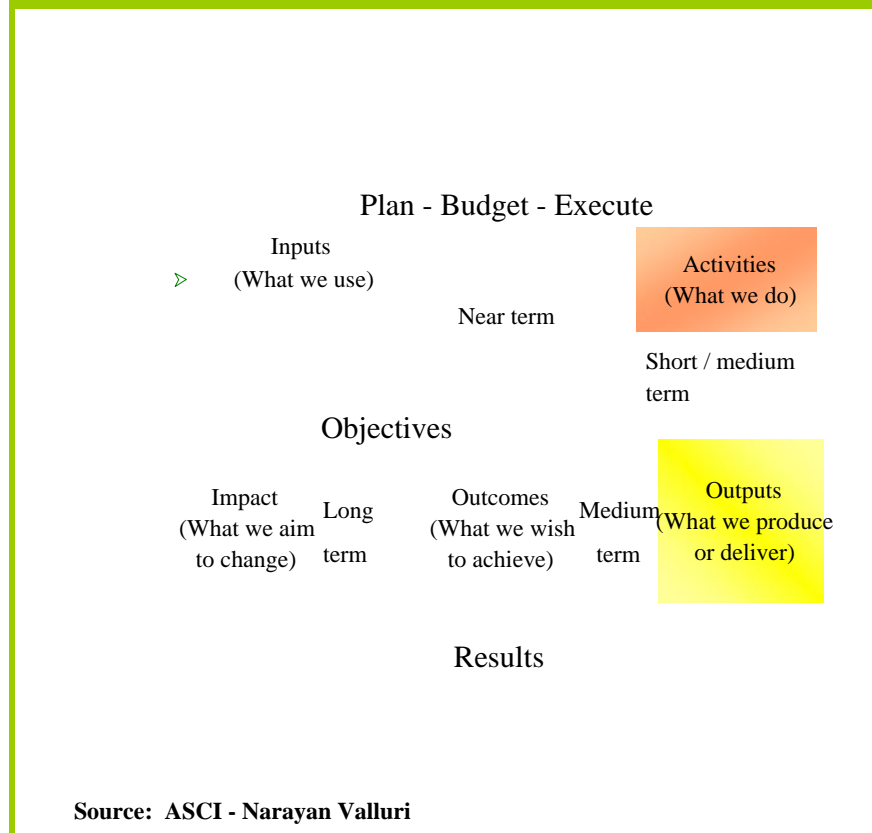 Plan - Budget - Execute
Inputs
(What we use)
Activities
(What we do)
Near term
Short / medium
term
Objectives
Impact
(What we aim
to change)
Long
term
Outcomes
(What we wish
to achieve)
Medium
term
Outputs
(What we produce
or deliver)
Results
Source: ASCI - Narayan Valluri